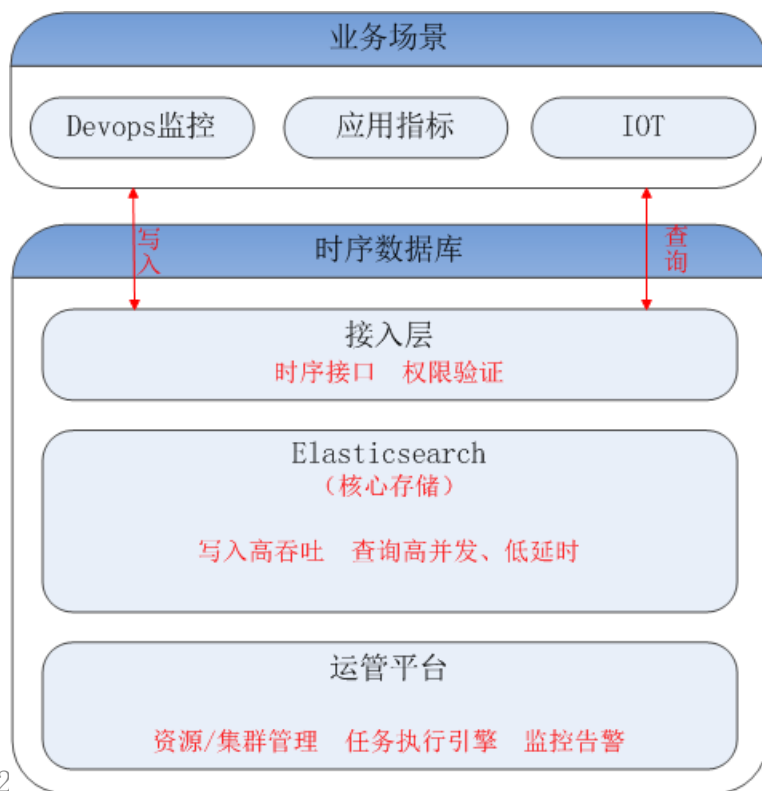 业务场景
Devops监控
应用指标
IOT
写入
查询
时序数据库
接入层
时序接口 权限验证
Elasticsearch
（核心存储）
写入高吞吐 查询高并发、低延时
运管平台
资源/集群管理 任务执行引擎 监控告警
2